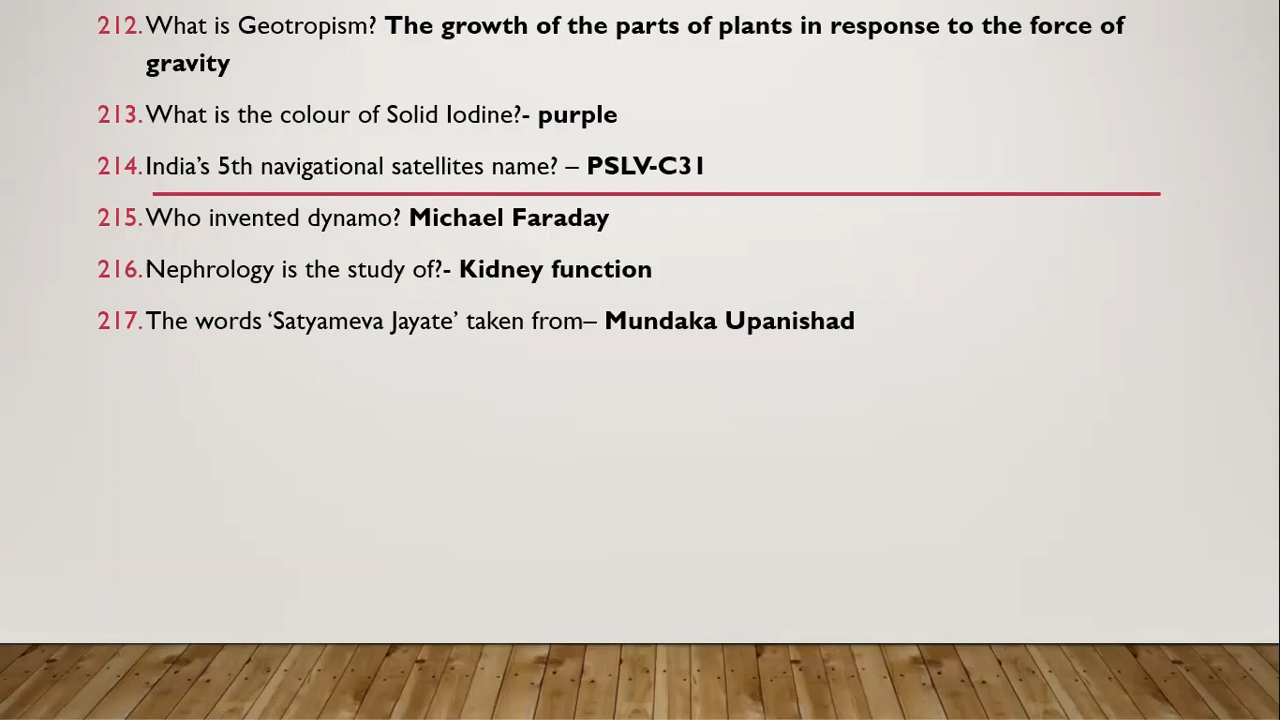 212. What is Geotropism? The growth of the parts of plants in response to the force of
gravity
213. What is the colour of Solid Iodine?- purple
214. India’s 5th navigational satellites name? – PSLV-C31
215. Who invented dynamo? Michael Faraday
216. Nephrology is the study of?- Kidney function
217. The words ‘Satyameva Jayate’ taken from– Mundaka Upanishad